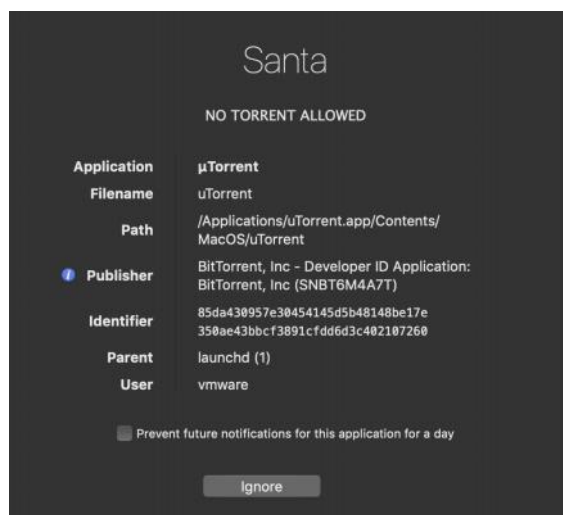 Santa
NO TORRENT ALLOWED
Application µTorrent
Filename uTorrent
Path /Applications/uTorrent.app/Contents/
MacOS/uTorrent
Publisher BitTorrent, Inc - Developer ID Application:
BitTorrent, Inc (SNBT6M4A7T)
Identifier 85da430957e30454145d5b48148be17e
350ae43bbcf3891cfdd6d3c402107260
Parent launchd (1)
User vmware
Prevent future notifications for this application for a day
Ignore